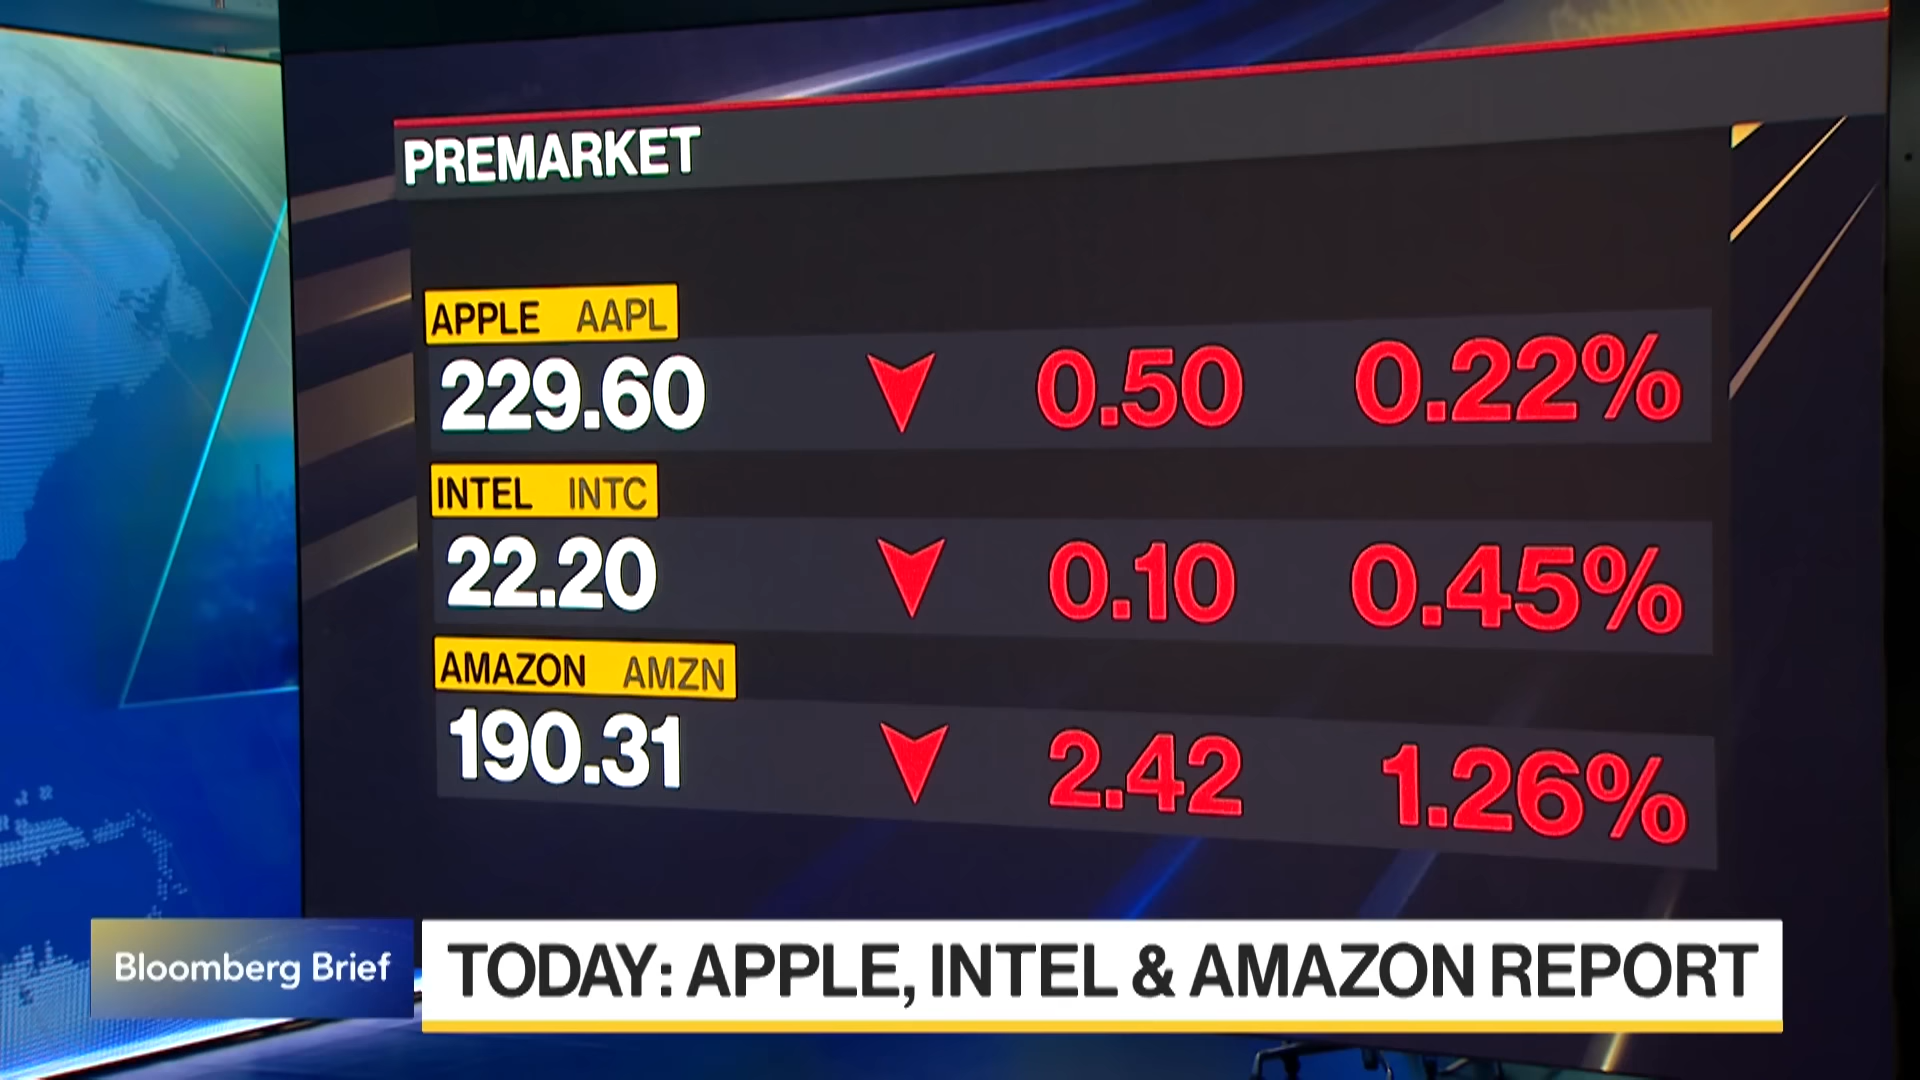 PREMARKET
APPLE AAPL
229.60 0.50 0.22%
INTEL INTC
22.20 0.10 0.45%
AMAZON AMZN
190.31 2.42 1.26%
Bloomberg Brief
TODAY: APPLE, INTEL & AMAZON REPORT